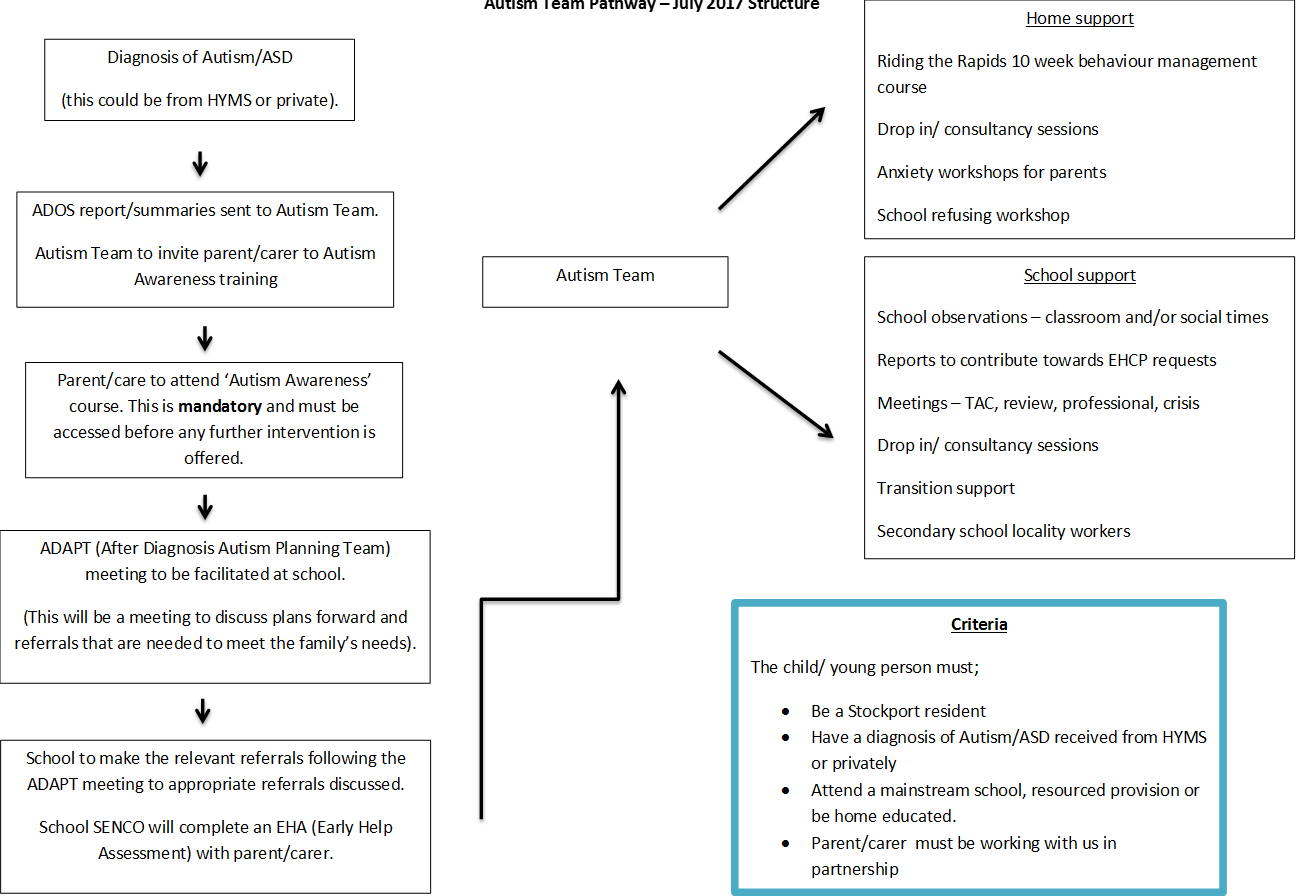 Autism Team Pathway – July 2017 Structure
Diagnosis of Autism/ASD
(this could be from HYMS or private).
ADOS report/summaries sent to Autism Team.
Autism Team to invite parent/carer to Autism
Awareness training
Parent/care to attend ‘Autism Awareness’
course. This is mandatory and must be
accessed before any further intervention is
offered.
ADAPT (After Diagnosis Autism Planning Team)
meeting to be facilitated at school.
(This will be a meeting to discuss plans forward and
referrals that are needed to meet the family’s needs).
School to make the relevant referrals following the
ADAPT meeting to appropriate referrals discussed.
School SENCO will complete an EHA (Early Help
Assessment) with parent/carer.
Autism Team
Home support
Riding the Rapids 10 week behaviour management
course
Drop in/ consultancy sessions
Anxiety workshops for parents
School refusing workshop
School support
School observations – classroom and/or social times
Reports to contribute towards EHCP requests
Meetings – TAC, review, professional, crisis
Drop in/ consultancy sessions
Transition support
Secondary school locality workers
Criteria
The child/ young person must;
• Be a Stockport resident
• Have a diagnosis of Autism/ASD received from HYMS
or privately
• Attend a mainstream school, resourced provision or
be home educated.
• Parent/carer must be working with us in
partnership